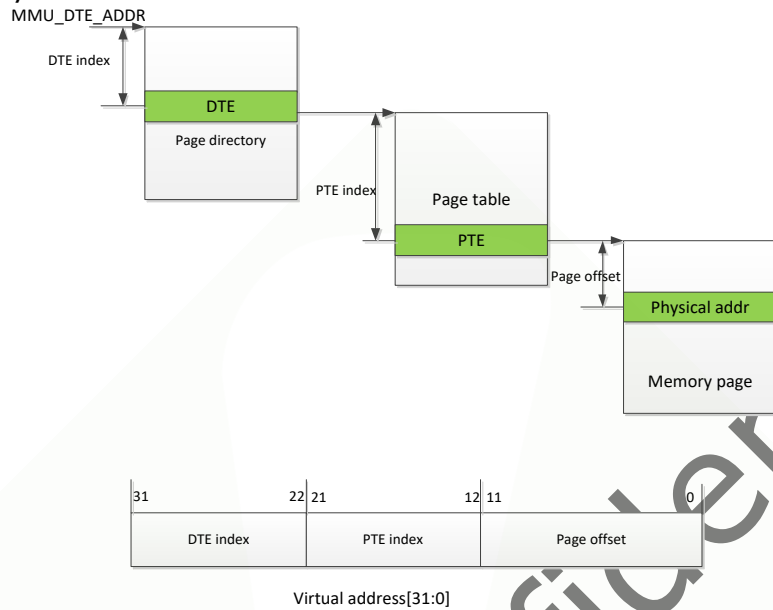 MMU_DTE_ADDR
DTE index
DTE
Page directory
PTE index
Page table
PTE
Page offset
Physical addr
Memory page
31 22 21 12 11 0
DTE index PTE index Page offset
Virtual address[31:0]